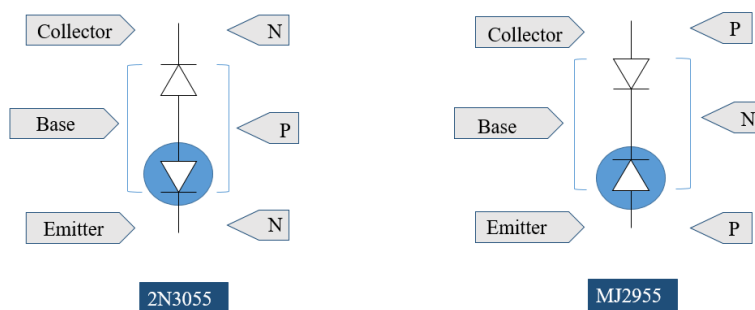 Collector
N
Base
P
Emitter
N
2N3055
Collector
P
Base
N
Emitter
P
MJ2955